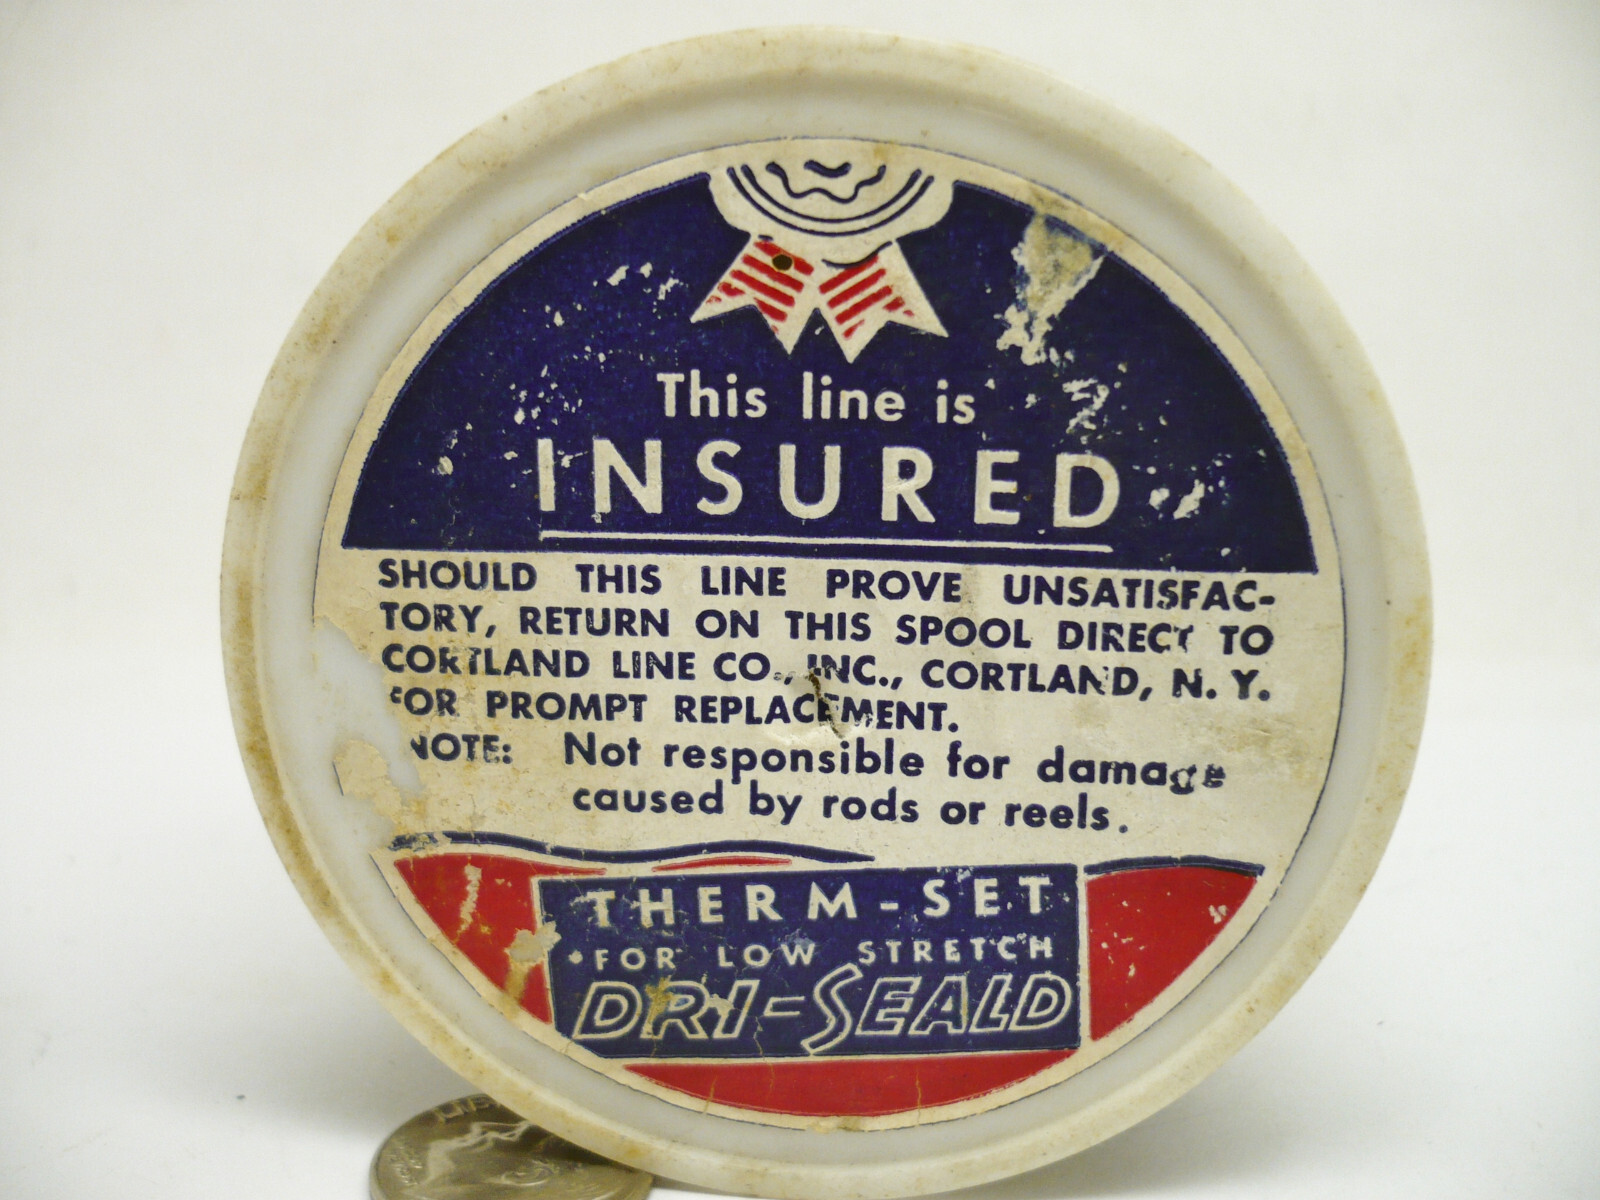 This line is
INSURED
SHOULD THIS LINE PROVE UNSATISFAC-
TORY, RETURN ON THIS SPOOL DIRECT TO
CORTLAND LINE CO., INC., CORTLAND, N. Y.
FOR PROMPT REPLACEMENT.
NOTE: Not responsible for damage
caused by rods or reels.
THERM-SET
•FOR LOW STRETCH
DRI-SEALD